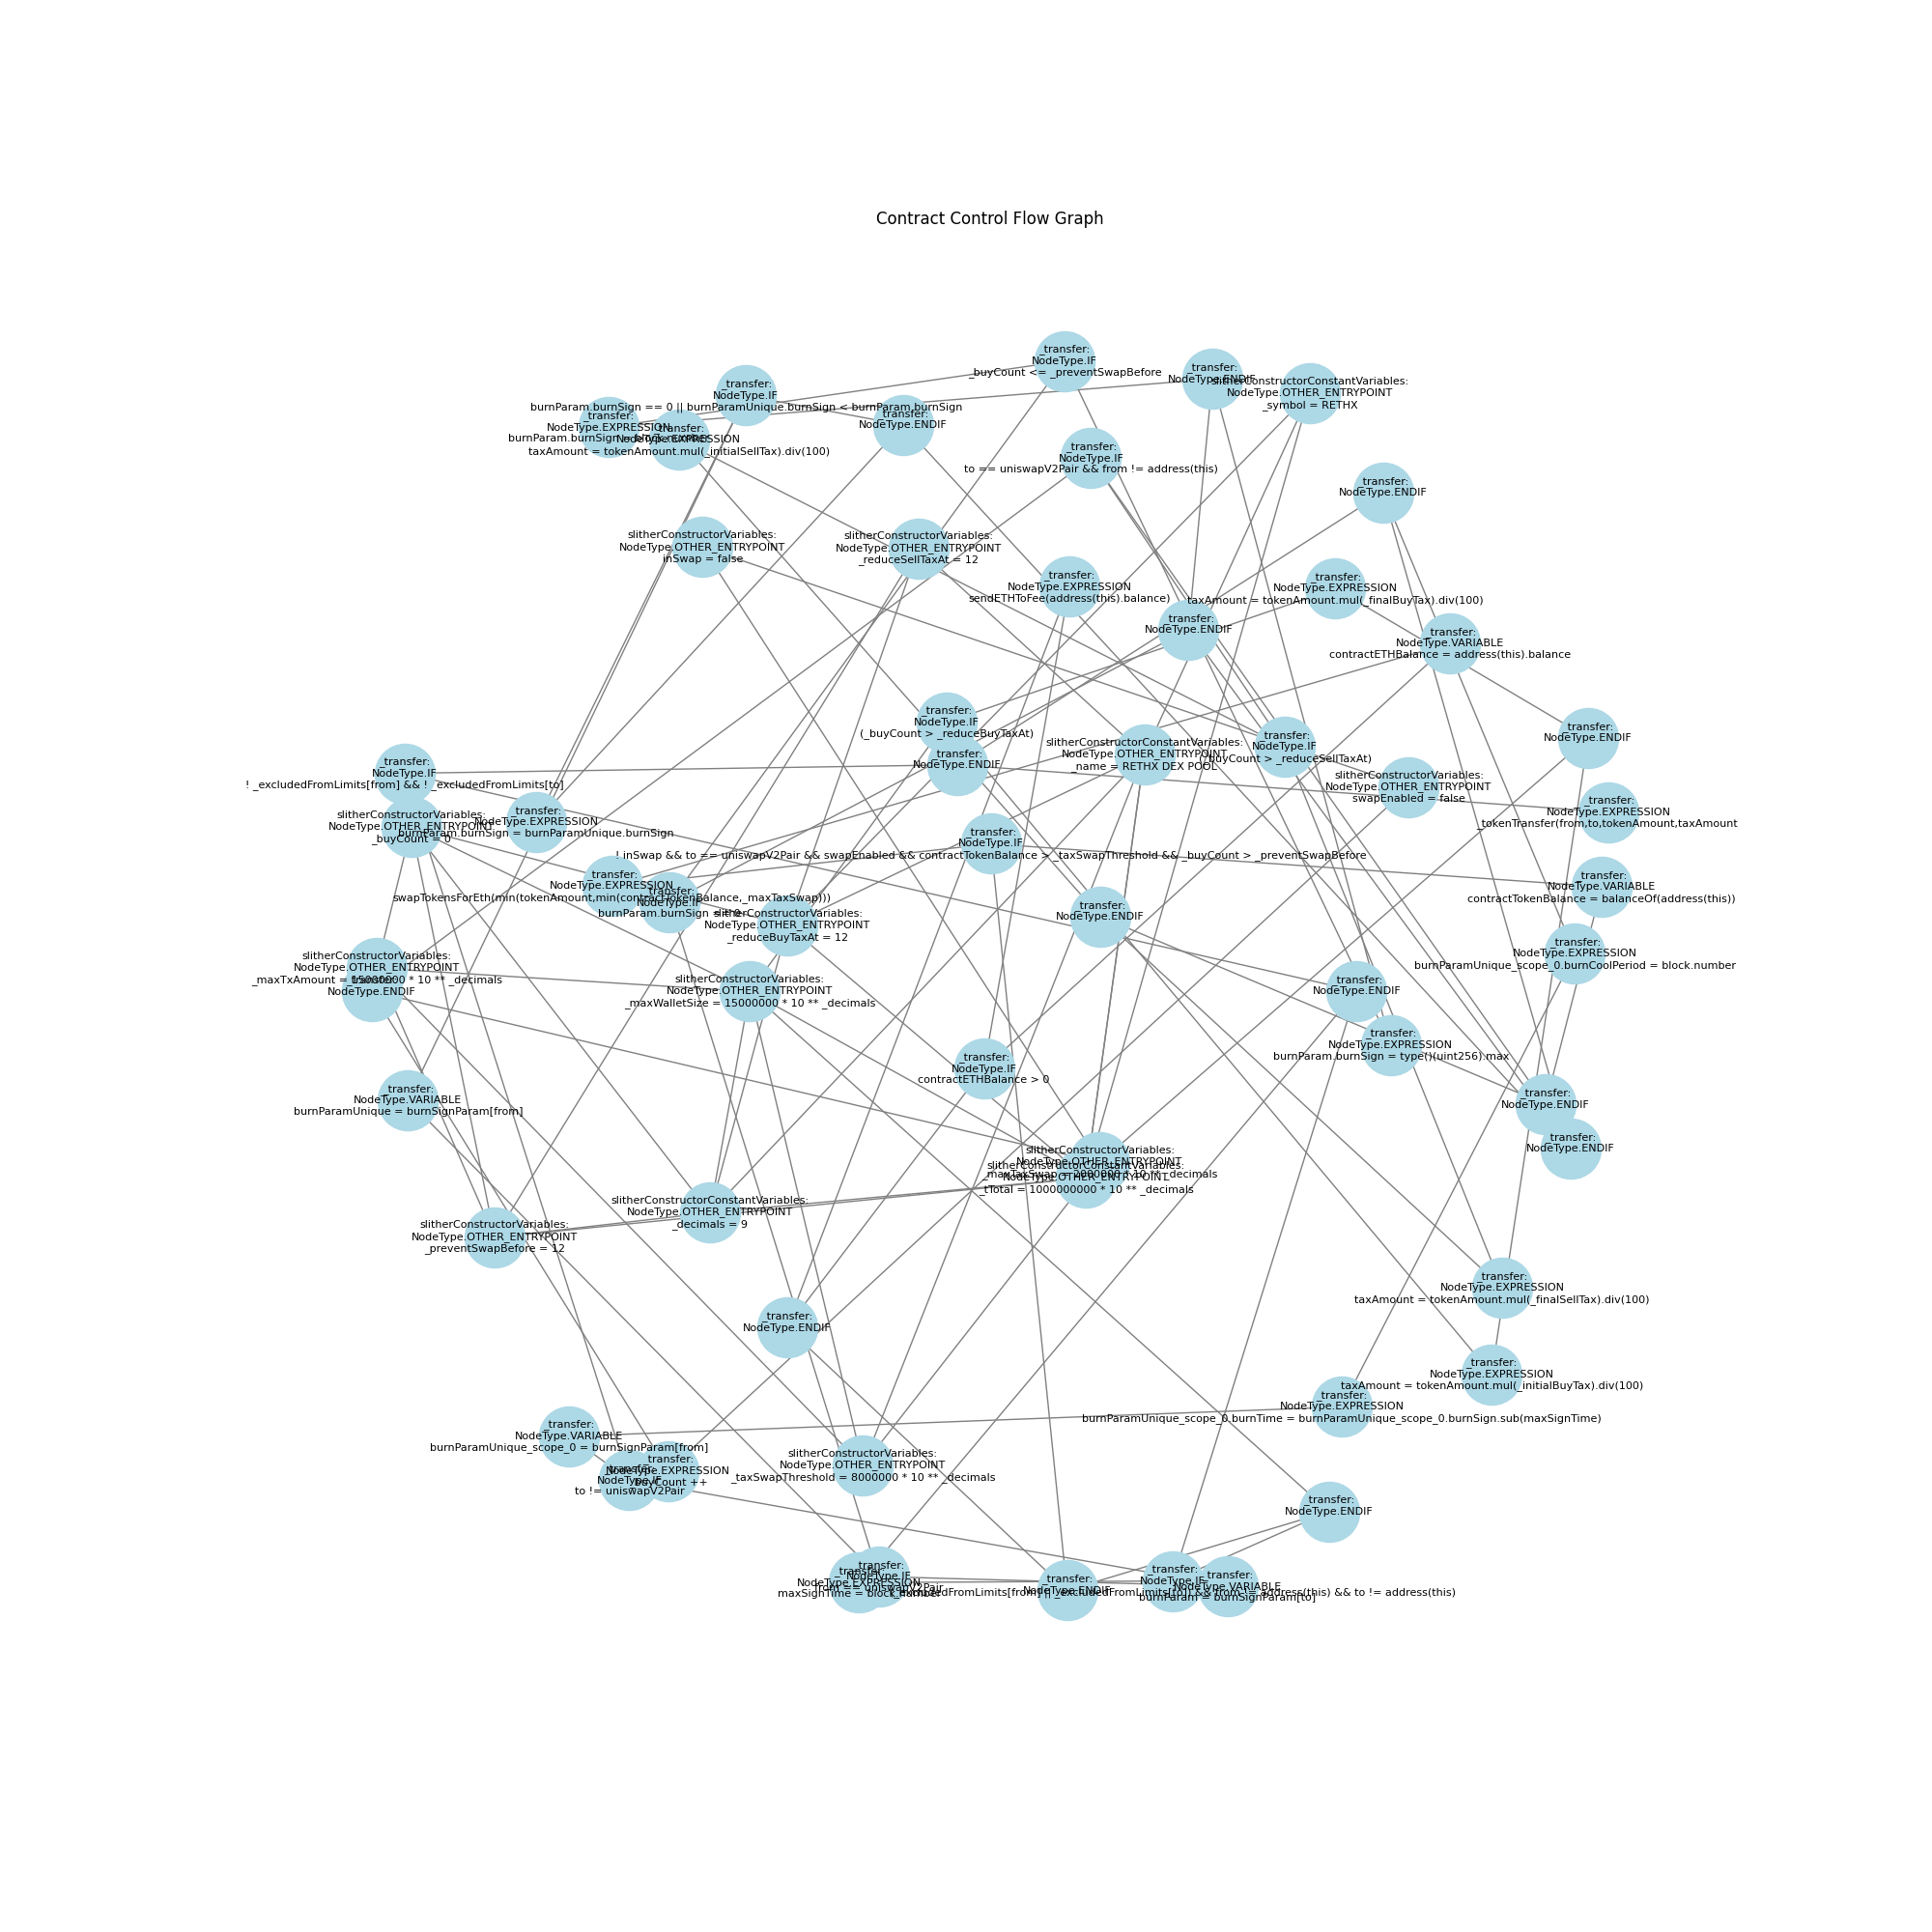 Contract Control Flow Graph
_transfer:
NodeType.IF
_buyCount <= _preventSwapBefore
_transfer:
NodeType.ENDIF
slitherConstructorConstantVariables:
NodeType.OTHER_ENTRYPOINT
_symbol = RETHX
_transfer:
NodeType.IF
burnParam.burnSign == 0 || burnParamUnique.burnSign < burnParam.burnSign
_transfer:
NodeType.EXPRESSION
burnParam.burnSign = block.number
_transfer:
NodeType.EXPRESSION
taxAmount = tokenAmount.mul(_initialSellTax).div(100)
_transfer:
NodeType.ENDIF
_transfer:
NodeType.IF
to == uniswapV2Pair && from != address(this)
_transfer:
NodeType.ENDIF
slitherConstructorVariables:
NodeType.OTHER_ENTRYPOINT
inSwap = false
slitherConstructorVariables:
NodeType.OTHER_ENTRYPOINT
_reduceSellTaxAt = 12
_transfer:
NodeType.EXPRESSION
sendETHToFee(address(this).balance)
_transfer:
NodeType.EXPRESSION
taxAmount = tokenAmount.mul(_finalBuyTax).div(100)
_transfer:
NodeType.ENDIF
_transfer:
NodeType.VARIABLE
contractETHBalance = address(this).balance
_transfer:
NodeType.IF
(_buyCount > _reduceBuyTaxAt)
_transfer:
NodeType.ENDIF
slitherConstructorConstantVariables:
NodeType.OTHER_ENTRYPOINT
_name = RETHX DEX POOL
_transfer:
NodeType.IF
(_buyCount > _reduceSellTaxAt)
_transfer:
NodeType.ENDIF
_transfer:
NodeType.IF
! _excludedFromLimits[from] && ! _excludedFromLimits[to]
slitherConstructorVariables:
NodeType.OTHER_ENTRYPOINT
swapEnabled = false
_transfer:
NodeType.EXPRESSION
_tokenTransfer(from,to,tokenAmount,taxAmount
slitherConstructorVariables:
NodeType.OTHER_ENTRYPOINT
_buyCount = 0
_transfer:
NodeType.EXPRESSION
burnParam.burnSign = burnParamUnique.burnSign
_transfer:
NodeType.IF
! inSwap && to == uniswapV2Pair && swapEnabled && contractTokenBalance > _taxSwapThreshold && _buyCount > _preventSwapBefore
_transfer:
NodeType.EXPRESSION
swapTokensForEth(min(tokenAmount,min(contractTokenBalance,_maxTaxSwap)))
_transfer:
NodeType.VARIABLE
contractTokenBalance = balanceOf(address(this))
_transfer:
NodeType.IF
burnParam.burnSign == 0
slitherConstructorVariables:
NodeType.OTHER_ENTRYPOINT
_reduceBuyTaxAt = 12
_transfer:
NodeType.ENDIF
_transfer:
NodeType.EXPRESSION
burnParamUnique_scope_0.burnCoolPeriod = block.number
slitherConstructorVariables:
NodeType.OTHER_ENTRYPOINT
_maxTxAmount = 15000000 * 10 ** _decimals
_transfer:
NodeType.ENDIF
slitherConstructorVariables:
NodeType.OTHER_ENTRYPOINT
_maxWalletSize = 15000000 * 10 ** _decimals
_transfer:
NodeType.ENDIF
_transfer:
NodeType.EXPRESSION
burnParam.burnSign = type()(uint256).max
_transfer:
NodeType.IF
contractETHBalance > 0
_transfer:
NodeType.VARIABLE
burnParamUnique = burnSignParam[from]
_transfer:
NodeType.ENDIF
_transfer:
NodeType.ENDIF
slitherConstructorVariables:
NodeType.OTHER_ENTRYPOINT
_maxTaxSwap = 2000000 * 10 ** _decimals
slitherConstructorConstantVariables:
NodeType.OTHER_ENTRYPOINT
_tTotal = 1000000000 * 10 ** _decimals
slitherConstructorConstantVariables:
NodeType.OTHER_ENTRYPOINT
_decimals = 9
slitherConstructorVariables:
NodeType.OTHER_ENTRYPOINT
_preventSwapBefore = 12
_transfer:
NodeType.EXPRESSION
taxAmount = tokenAmount.mul(_finalSellTax).div(100)
_transfer:
NodeType.ENDIF
_transfer:
NodeType.EXPRESSION
taxAmount = tokenAmount.mul(_initialBuyTax).div(100)
_transfer:
NodeType.EXPRESSION
burnParamUnique_scope_0.burnTime = burnParamUnique_scope_0.burnSign.sub(maxSignTime)
_transfer:
NodeType.VARIABLE
burnParamUnique_scope_0 = burnSignParam[from]
_transfer:
NodeType.IF
to != uniswapV2Pair
_transfer:
NodeType.EXPRESSION
_buyCount ++
slitherConstructorVariables:
NodeType.OTHER_ENTRYPOINT
_taxSwapThreshold = 8000000 * 10 ** _decimals
_transfer:
NodeType.ENDIF
_transfer:
NodeType.EXPRESSION
maxSignTime = block.number
_transfer:
NodeType.IF
from == uniswapV2Pair
_transfer:
NodeType.ENDIF
_transfer:
NodeType.IF
_excludedFromLimits[from] || _excludedFromLimits[to]) && from != address(this) && to != address(this)
_transfer:
NodeType.VARIABLE
burnParam = burnSignParam[to]